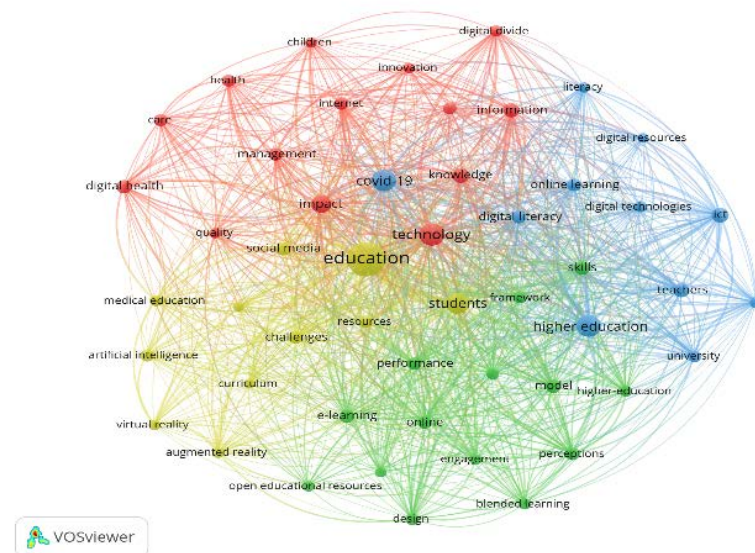 digital divide
children
innovation
health
literacy
internet
information
care
digital resources
management
covid-19
knowledge
online learning
digital health
impact
digital technologies
digital literacy
ict
quality
technology
social media
education
skills
teachers
medical education
students
framework
resources
higher education
challenges
artificial intelligence
university
performance
curriculum
model
higher-education
e-learning
virtual reality
online
augmented reality
engagement
perceptions
open educational resources
blended learning
design
VOSviewer